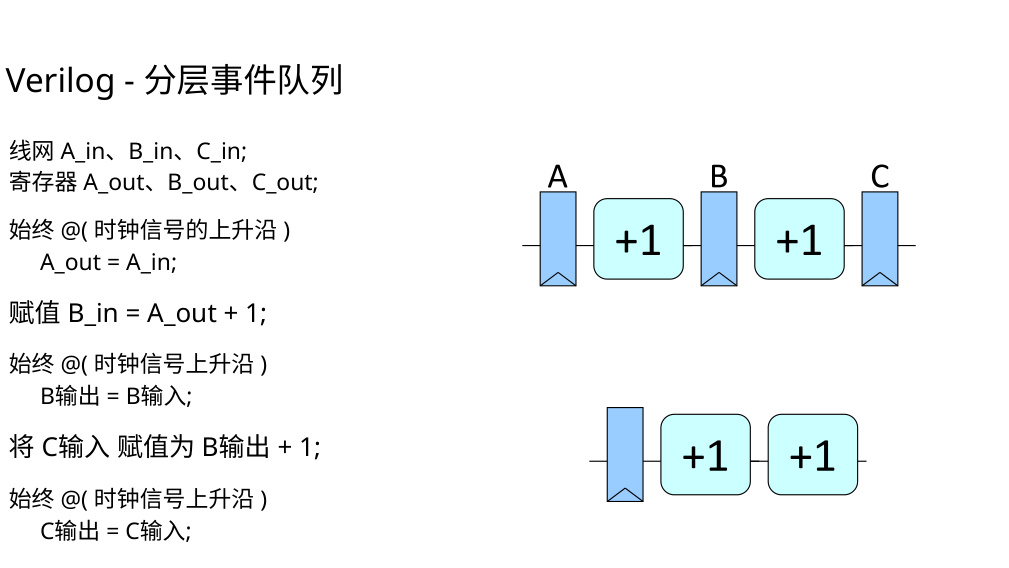 Verilog - 分层事件队列
线网 A_in、B_in、C_in;
寄存器 A_out、B_out、C_out;
始终 @( 时钟信号的上升沿 )
A_out = A_in;
赋值 B_in = A_out + 1;
始终 @( 时钟信号上升沿 )
B输出 = B输入;
将 C输入 赋值为 B输出 + 1;
始终 @( 时钟信号上升沿 )
C输出 = C输入;
A B C
+1 +1
+1 +1